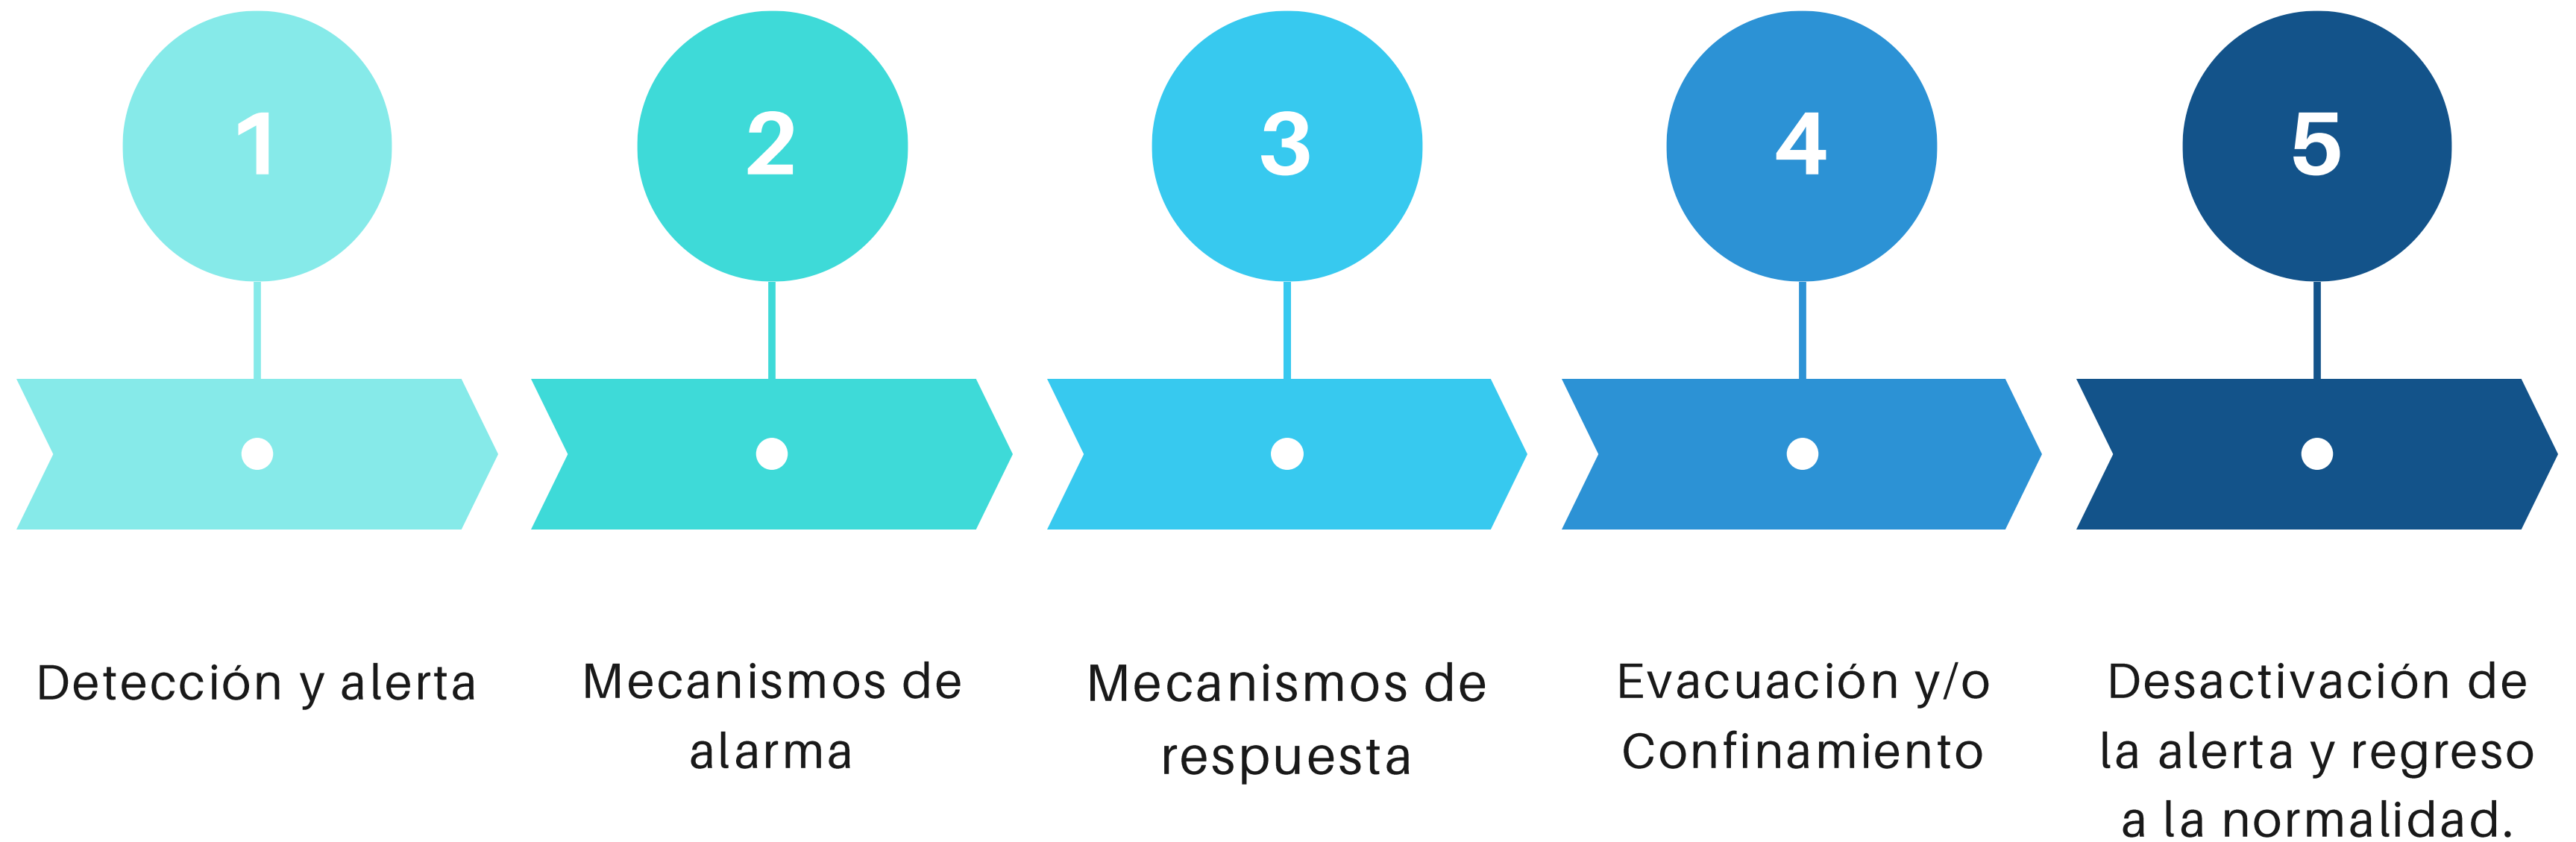 1
2
3
4
5
Detección y alerta
Mecanismos de
alarma
Mecanismos de
respuesta
Evacuación y/o
Confinamiento
Desactivación de
la alerta y regreso
a la normalidad.